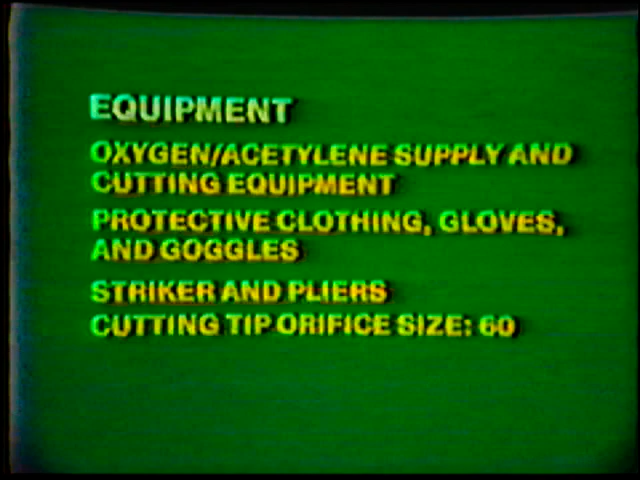 EQUIPMENT
OXYGEN/ACETYLENE SUPPLY AND
CUTTING EQUIPMENT
PROTECTIVE CLOTHING, GLOVES,
AND GOGGLES
STRIKER AND PLIERS
CUTTING TIP ORIFICE SIZE: 60